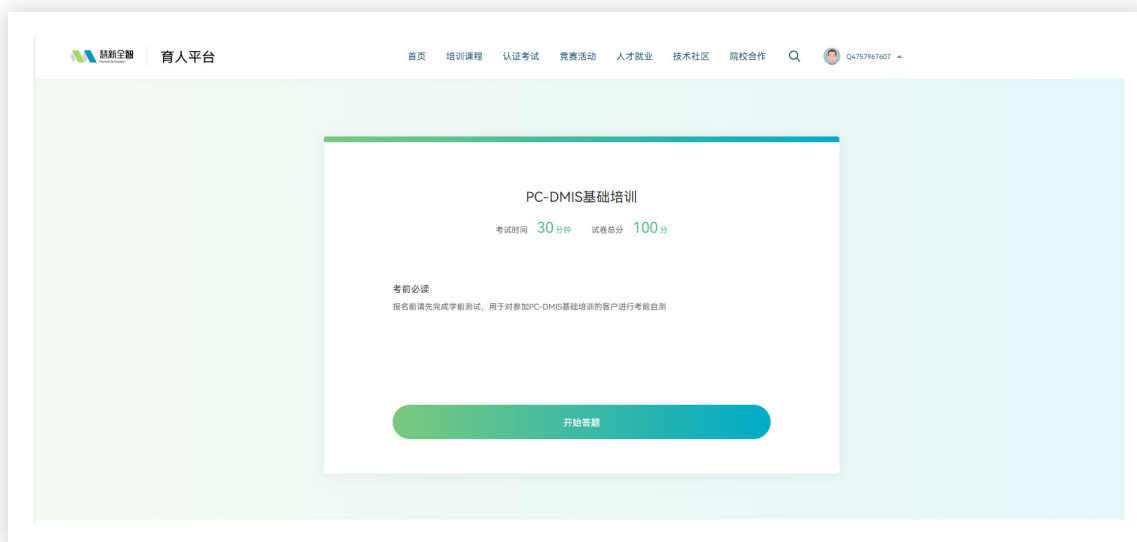 慧新全智
育人平台
首页 培训课程 认证考试 竞赛活动 人才就业 技术社区 院校合作
Q4757967607
PC-DMIS基础培训
考试时间 30分钟 试卷总分 100分
考前必读
报名前请先完成学前测试，用于对参加PC-DMIS基础培训的客户进行考前自测
开始答题